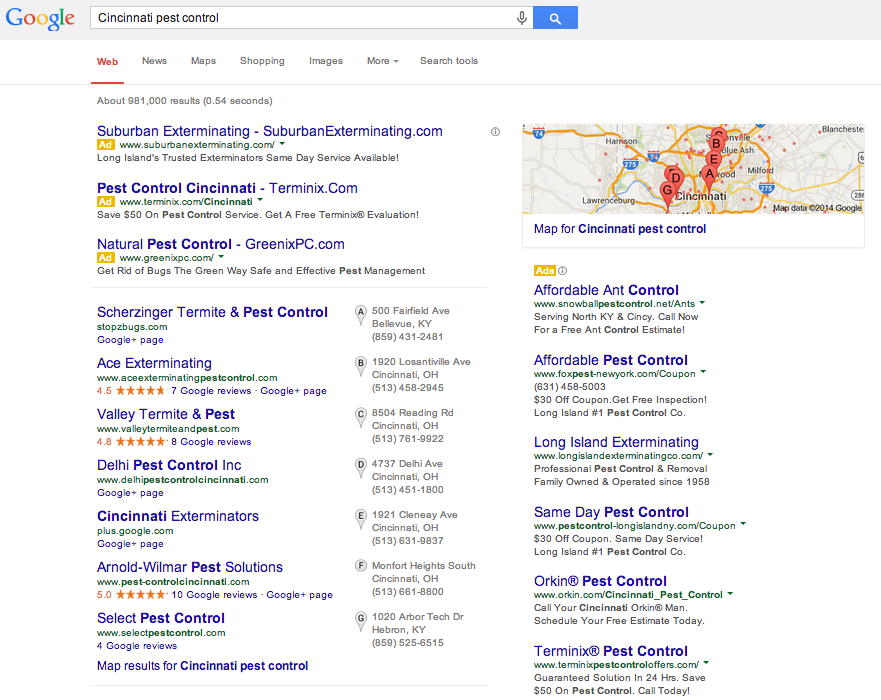 Google
Cincinnati pest control
Web News Maps Shopping Images More Search tools
About 981,000 results (0.54 seconds)
Suburban Exterminating - SuburbanExterminating.com
Ad www.suburbanexterminating.com/
Long Island's Trusted Exterminators Same Day Service Available!
Pest Control Cincinnati - Terminix.Com
Ad www.terminix.com/Cincinnati
Save $50 On Pest Control Service. Get A Free Terminix® Evaluation!
Natural Pest Control - GreenixPC.com
Ad www.greenixpc.com/
Get Rid of Bugs The Green Way Safe and Effective Pest Management
Scherzinger Termite & Pest Control
stopzbugs.com
Google+ page
A 500 Fairfield Ave
Bellevue, KY
(859) 431-2481
Ace Exterminating
www.aceexterminatingpestcontrol.com
4.5 7 Google reviews · Google+ page
B 1920 Losantiville Ave
Cincinnati, OH
(513) 458-2945
Valley Termite & Pest
www.valleytermiteandpest.com
4.8 8 Google reviews
C 8504 Reading Rd
Cincinnati, OH
(513) 761-9922
Delhi Pest Control Inc
www.delhipestcontrolcincinnati.com
Google+ page
D 4737 Delhi Ave
Cincinnati, OH
(513) 451-1800
Cincinnati Exterminators
plus.google.com
Google+ page
E 1921 Cleneay Ave
Cincinnati, OH
(513) 631-9837
Arnold-Wilmar Pest Solutions
www.pest-controlcincinnati.com
5.0 10 Google reviews · Google+ page
F Monfort Heights South
Cincinnati, OH
(513) 661-8800
Select Pest Control
www.selectpestcontrol.com
4 Google reviews
G 1020 Arbor Tech Dr
Hebron, KY
(859) 525-6515
Map results for Cincinnati pest control
74
Blanchester
Harrison
B
Blue Ash
275
74
E
Milford
D
A
G
Cincinnati
275
Lawrenceburg
Map data ©2014 Google
Map for Cincinnati pest control
Ads
Affordable Ant Control
www.snowballpestcontrol.net/Ants
Serving North KY & Cincy. Call Now
For a Free Ant Control Estimate!
Affordable Pest Control
www.foxpest-newyork.com/Coupon
(631) 458-5003
$30 Off Coupon.Get Free Inspection!
Long Island #1 Pest Control Co.
Long Island Exterminating
www.longislandexterminatingco.com/
Professional Pest Control & Removal
Family Owned & Operated since 1958
Same Day Pest Control
www.pestcontrol-longislandny.com/Coupon
$30 Off Coupon. Same Day Service!
Long Island #1 Pest Control Co.
Orkin® Pest Control
www.orkin.com/Cincinnati_Pest_Control
Call Your Cincinnati Orkin® Man.
Schedule Your Free Estimate Today.
Terminix® Pest Control
www.terminixpestcontroloffers.com/
Guaranteed Solution In 24 Hrs. Save
$50 On Pest Control. Call Today!